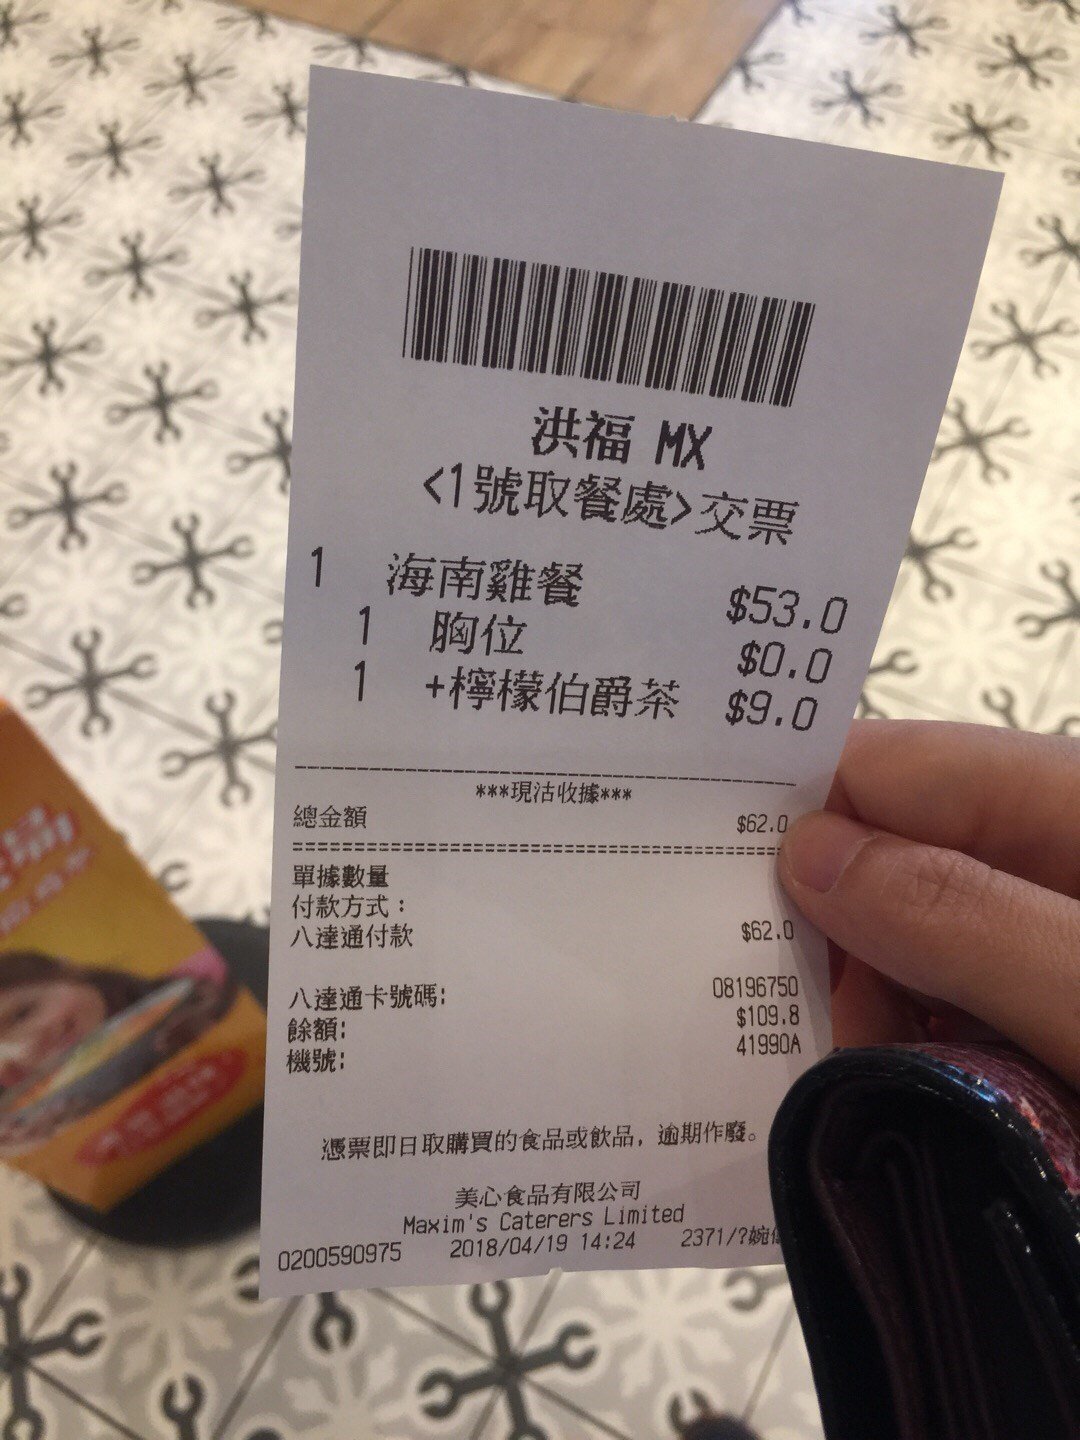 洪福 MX
<1號取餐處>交票
1 海南雞餐 $53.0
1 胸位 $0.0
1 +檸檬伯爵茶 $9.0
***現沽收據***
總金額 $62.0
單據數量
付款方式：
八達通付款 $62.0
八達通卡號碼: 08196750
餘額: $109.8
機號: 41990A
憑票即日取購買的食品或飲品, 逾期作廢。
美心食品有限公司
Maxim's Caterers Limited
0200590975 2018/04/19 14:24 2371/?婉